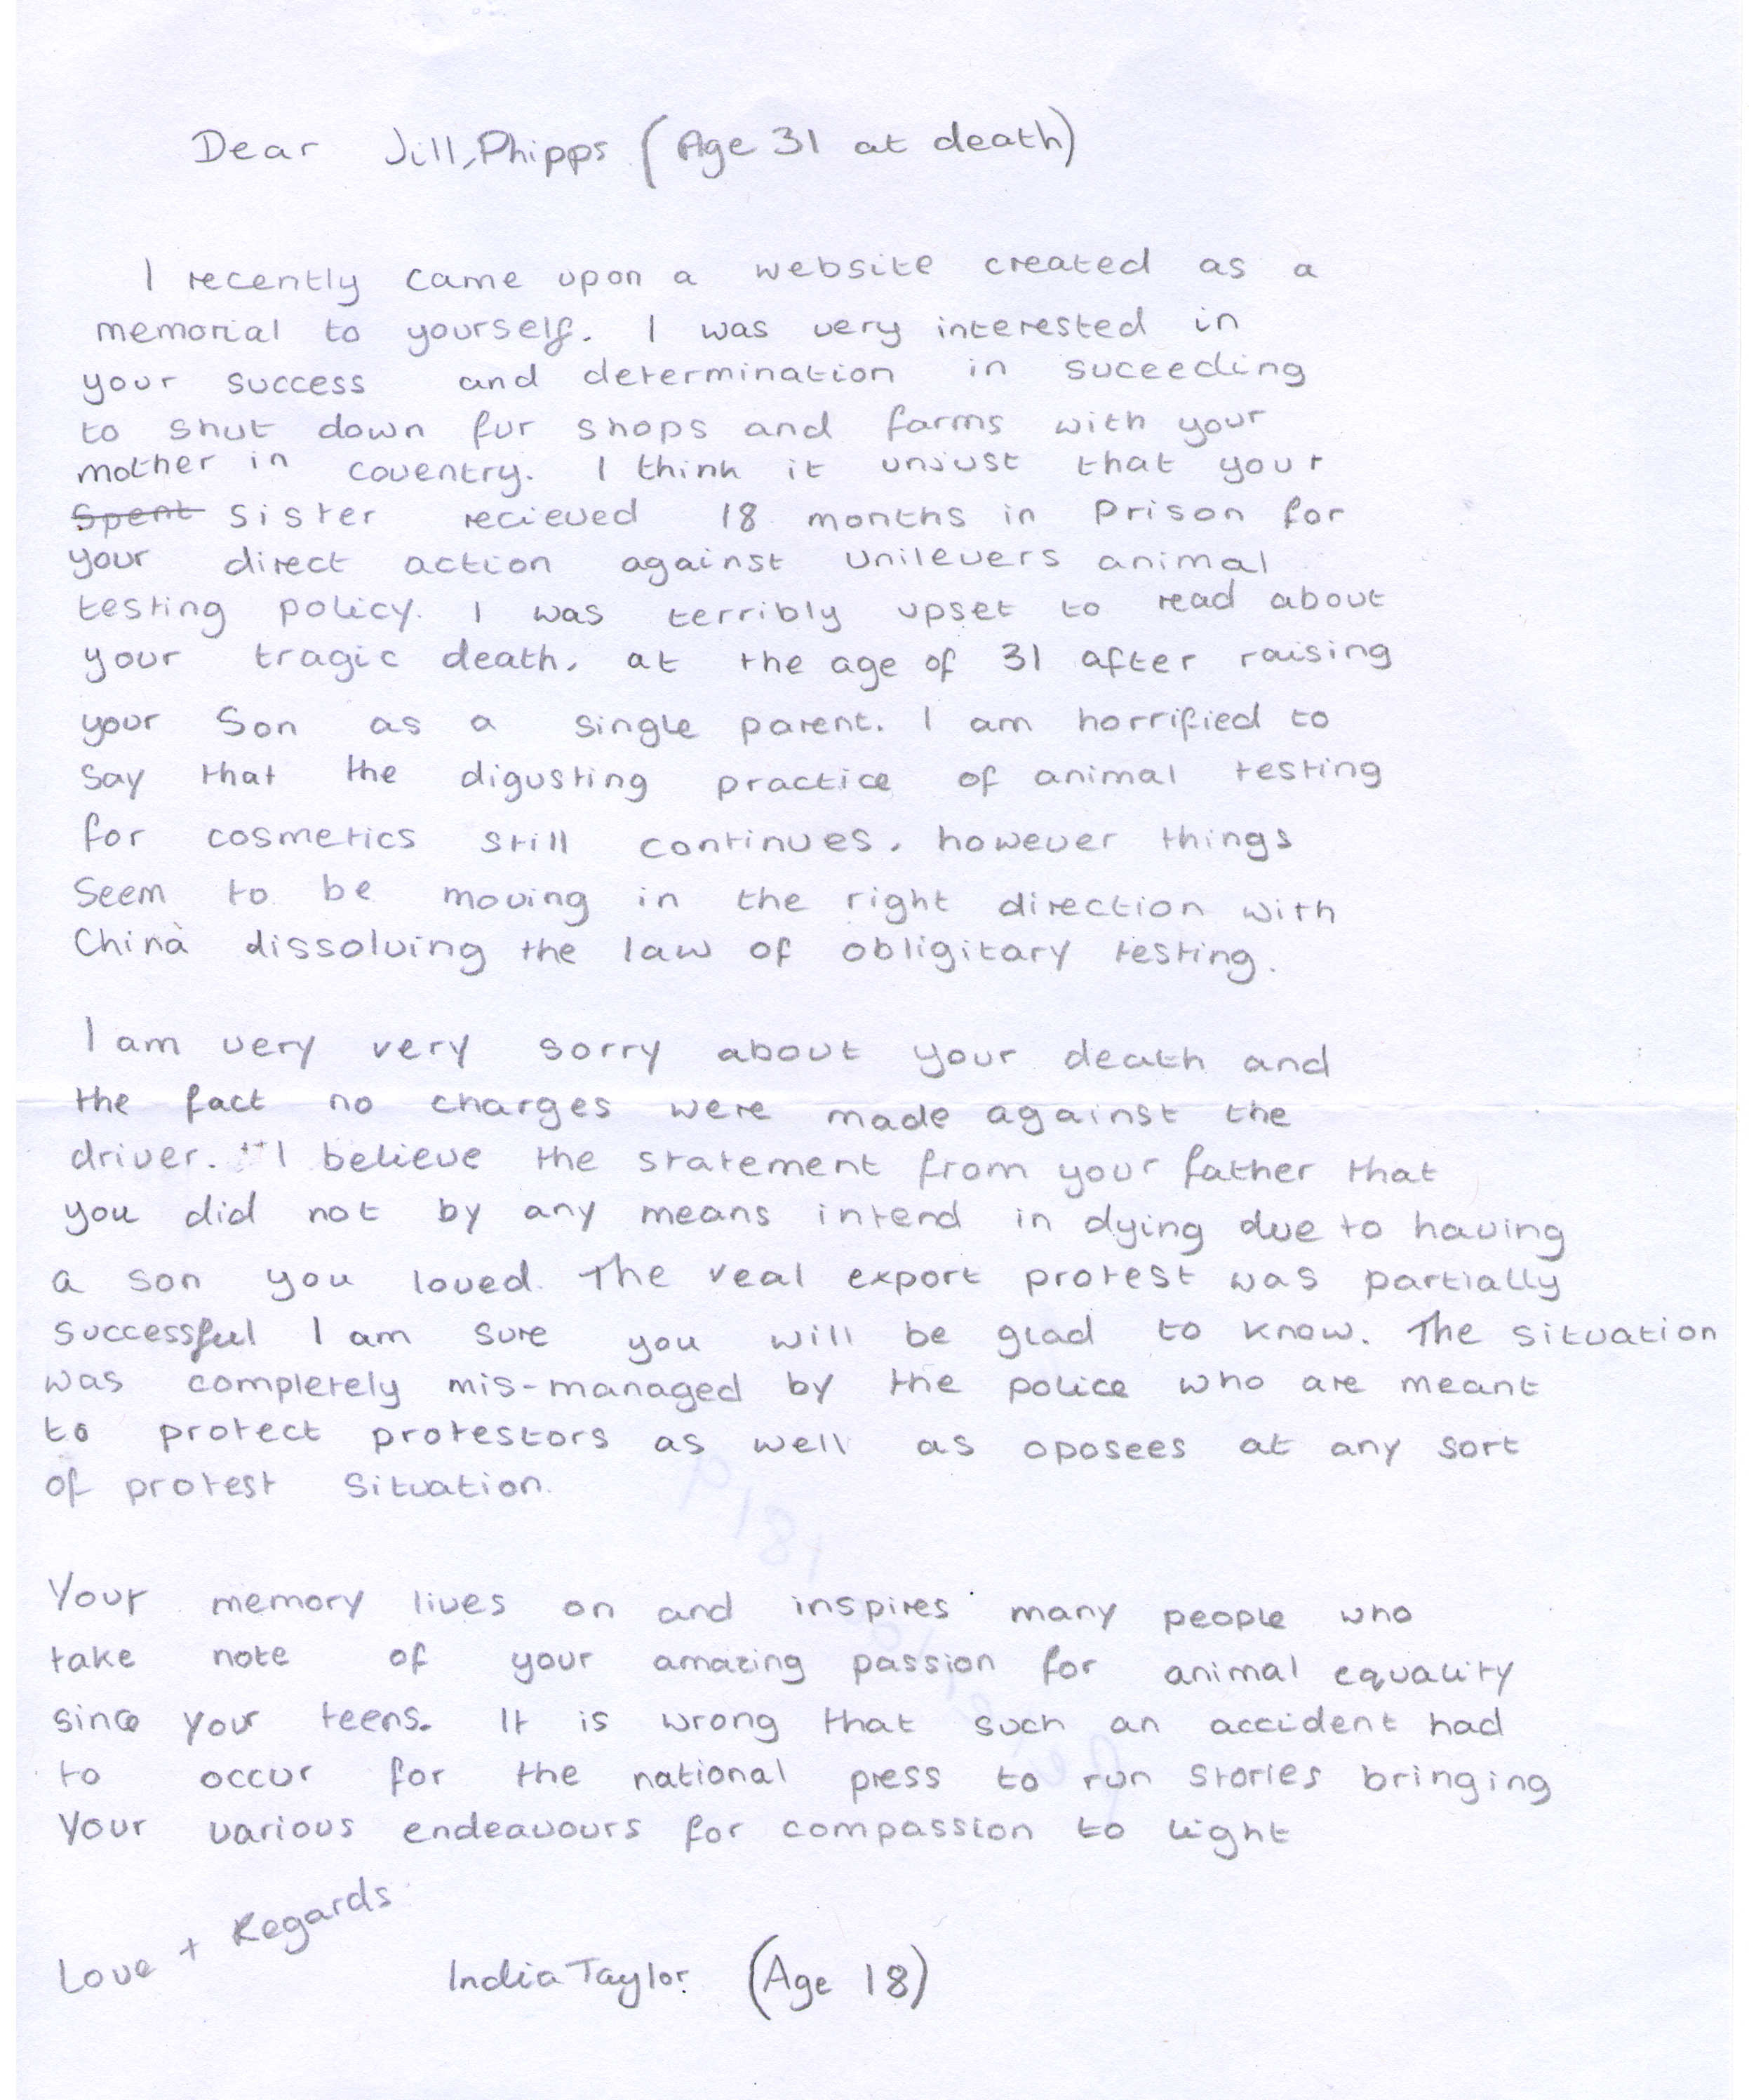 Dear Jill, Phipps (Age 31 at death)
I recently came upon a website created as a
memorial to yourself. I was very interested in
your success and determination in suceeding
to shut down fur shops and farms with your
mother in coventry. I think it unjust that your
Spent sister recieved 18 months in Prison for
your direct action against Unilevers animal
testing policy. I was terribly upset to read about
your tragic death, at the age of 31 after raising
your Son as a single parent. I am horrified to
say that the digusting practice of animal testing
for cosmetics still continues, however things
seem to be moving in the right direction with
China dissolving the law of obligitary testing.
I am very very sorry about your death and
the fact no charges were made against the
driver. I believe the statement from your father that
you did not by any means intend in dying due to having
a son you loved. The veal export protest was partially
successful I am sure you will be glad to know. The situation
was completely mis-managed by the police who are meant
to protect protestors as well as oposees at any sort
of protest situation.
Your memory lives on and inspires many people who
take note of your amazing passion for animal equality
since your teens. It is wrong that such an accident had
to occur for the national press to run stories bringing
Your various endeavours for compassion to light
Love + Regards
India Taylor (Age 18)